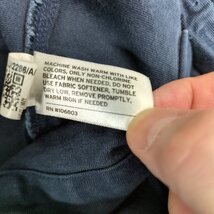 MACHINE WASH WARM WITH LIKE
COLORS, ONLY NON-CHLORINE
BLEACH WHEN NEEDED. DO NOT
USE FABRIC SOFTENER, TUMBLE
DRY LOW, REMOVE PROMPTLY,
WARM IRON IF NEEDED
RN #106803